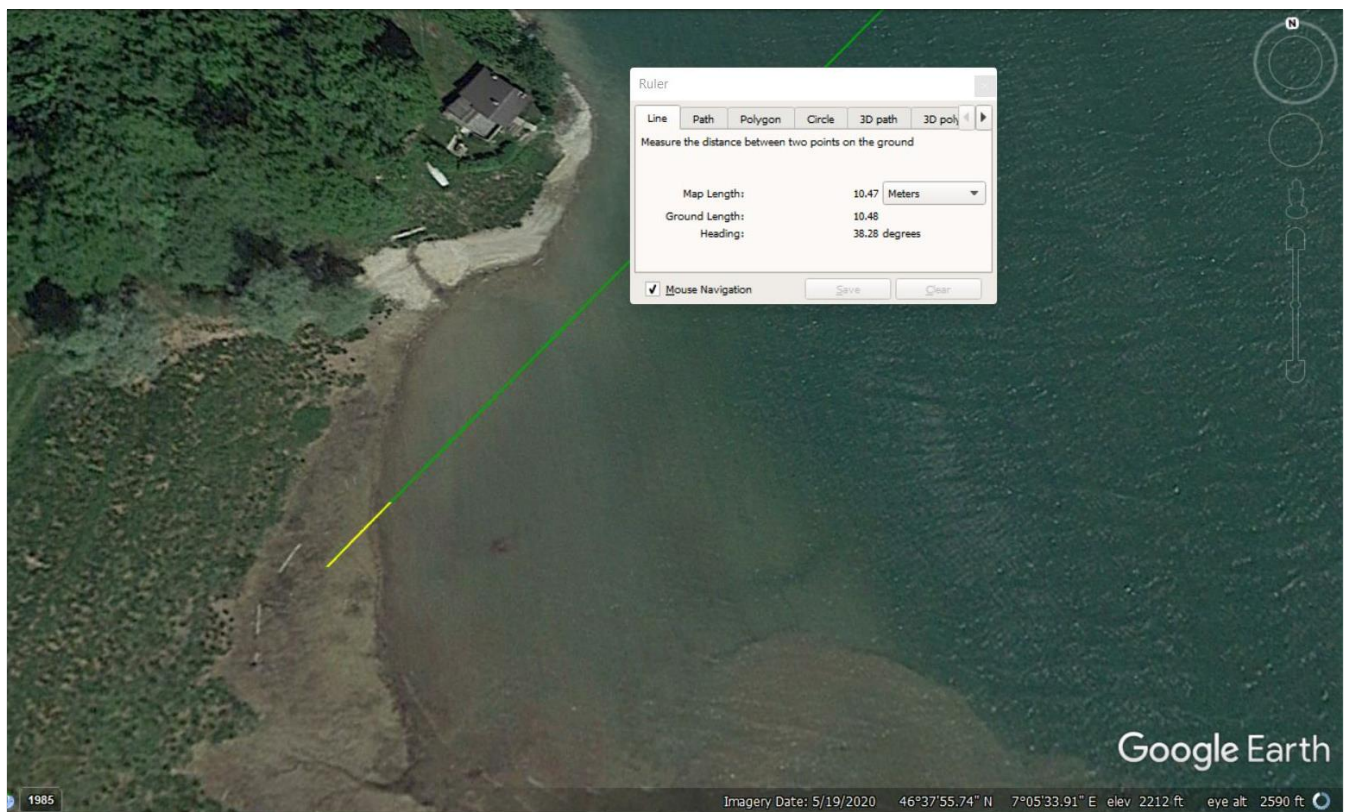 N
Ruler
Line Path Polygon Circle 3D path 3D poly
Measure the distance between two points on the ground
Map Length: 10.47 Meters
Ground Length: 10.48
Heading: 38.28 degrees
Mouse Navigation Save Clear
Google Earth
1985 Imagery Date: 5/19/2020 46°37'55.74" N 7°05'33.91" E elev 2212 ft eye alt 2590 ft